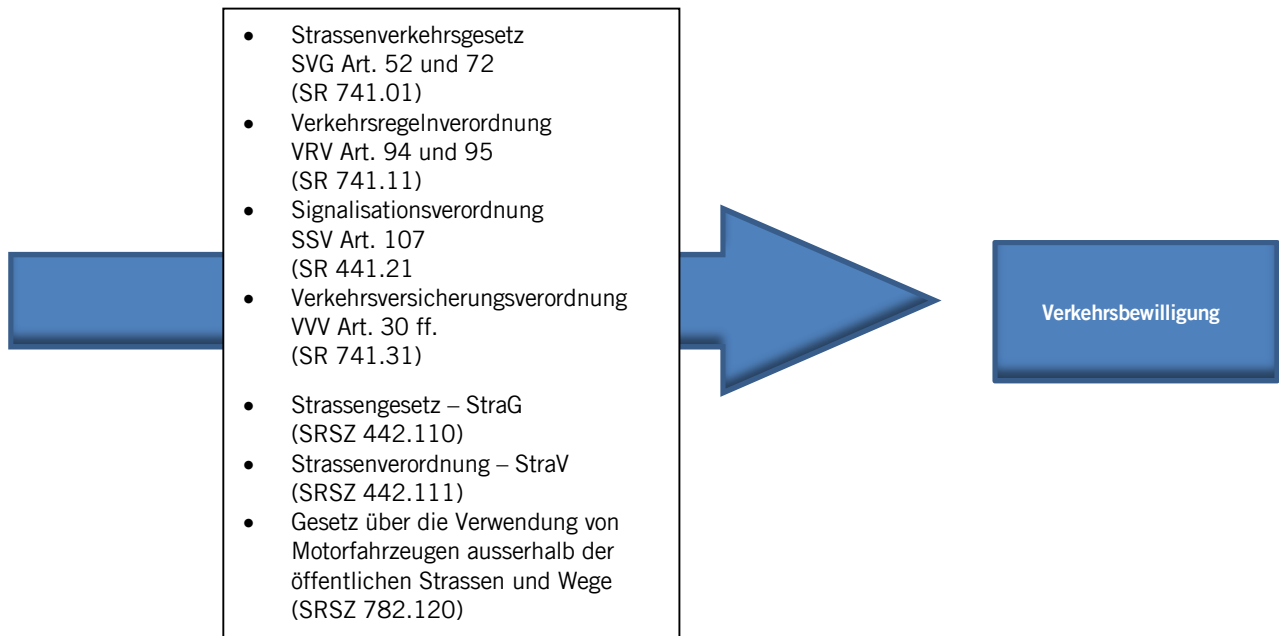 • Strassenverkehrsgesetz
SVG Art. 52 und 72
(SR 741.01)
• Verkehrsregelnverordnung
VRV Art. 94 und 95
(SR 741.11)
• Signalisationsverordnung
SSV Art. 107
(SR 441.21
• Verkehrsversicherungsverordnung
VVV Art. 30 ff.
(SR 741.31)
• Strassengesetz – StraG
(SRSZ 442.110)
• Strassenverordnung – StraV
(SRSZ 442.111)
• Gesetz über die Verwendung von
Motorfahrzeugen ausserhalb der
öffentlichen Strassen und Wege
(SRSZ 782.120)
Verkehrsbewilligung